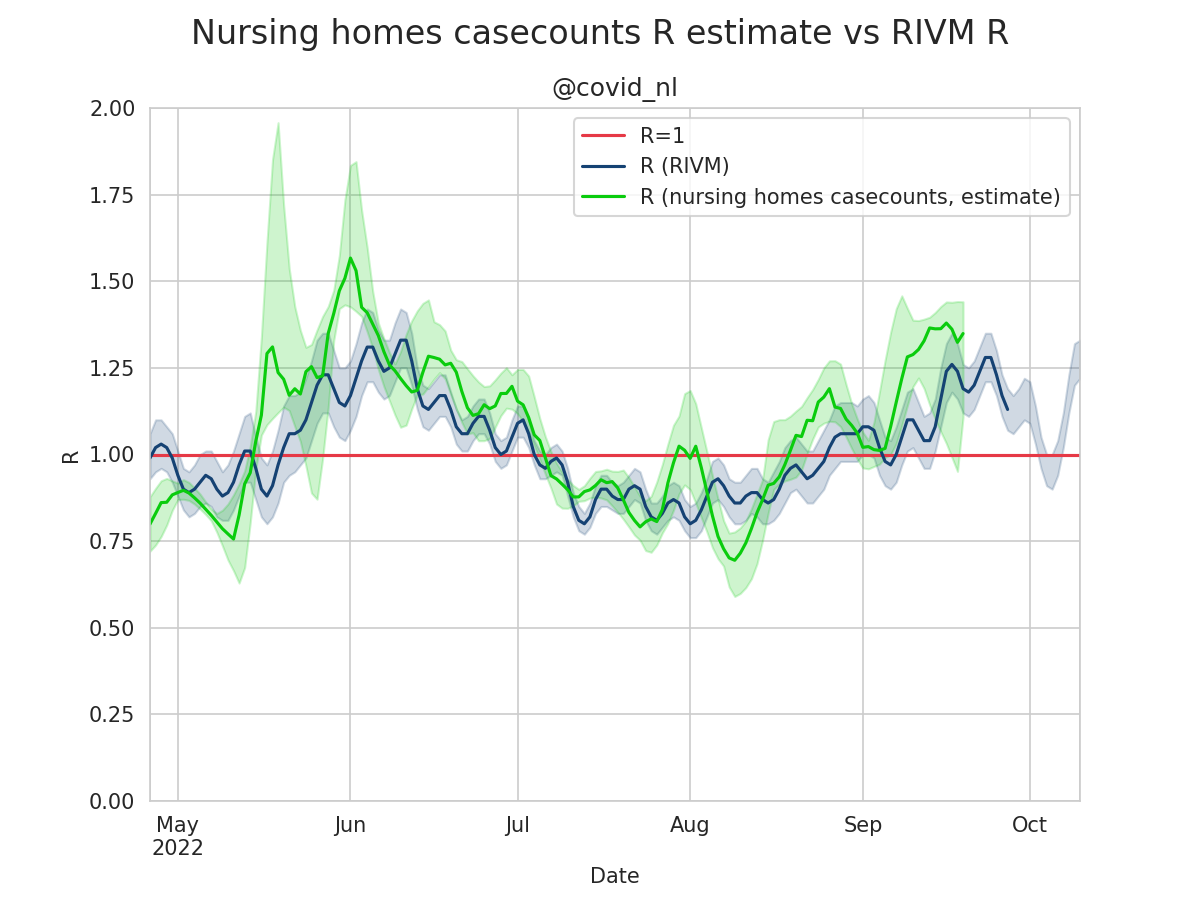 Nursing homes casecounts R estimate vs RIVM R
@covid_nl
R=1
R (RIVM)
R (nursing homes casecounts, estimate)
2.00
1.75
1.50
1.25
1.00
0.75
0.50
0.25
0.00
R
May
2022
Jun
Jul
Aug
Sep
Oct
Date